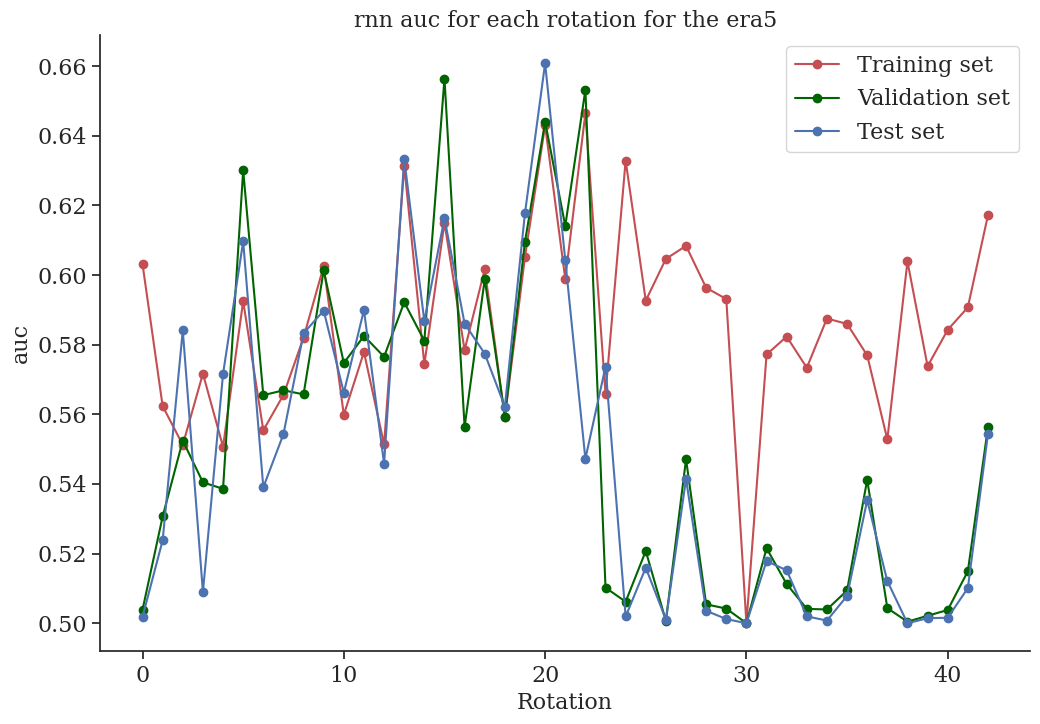 rnn auc for each rotation for the era5
Training set
Validation set
Test set
0.66
0.64
0.62
0.60
0.58
0.56
0.54
0.52
0.50
auc
0 10 20 30 40
Rotation